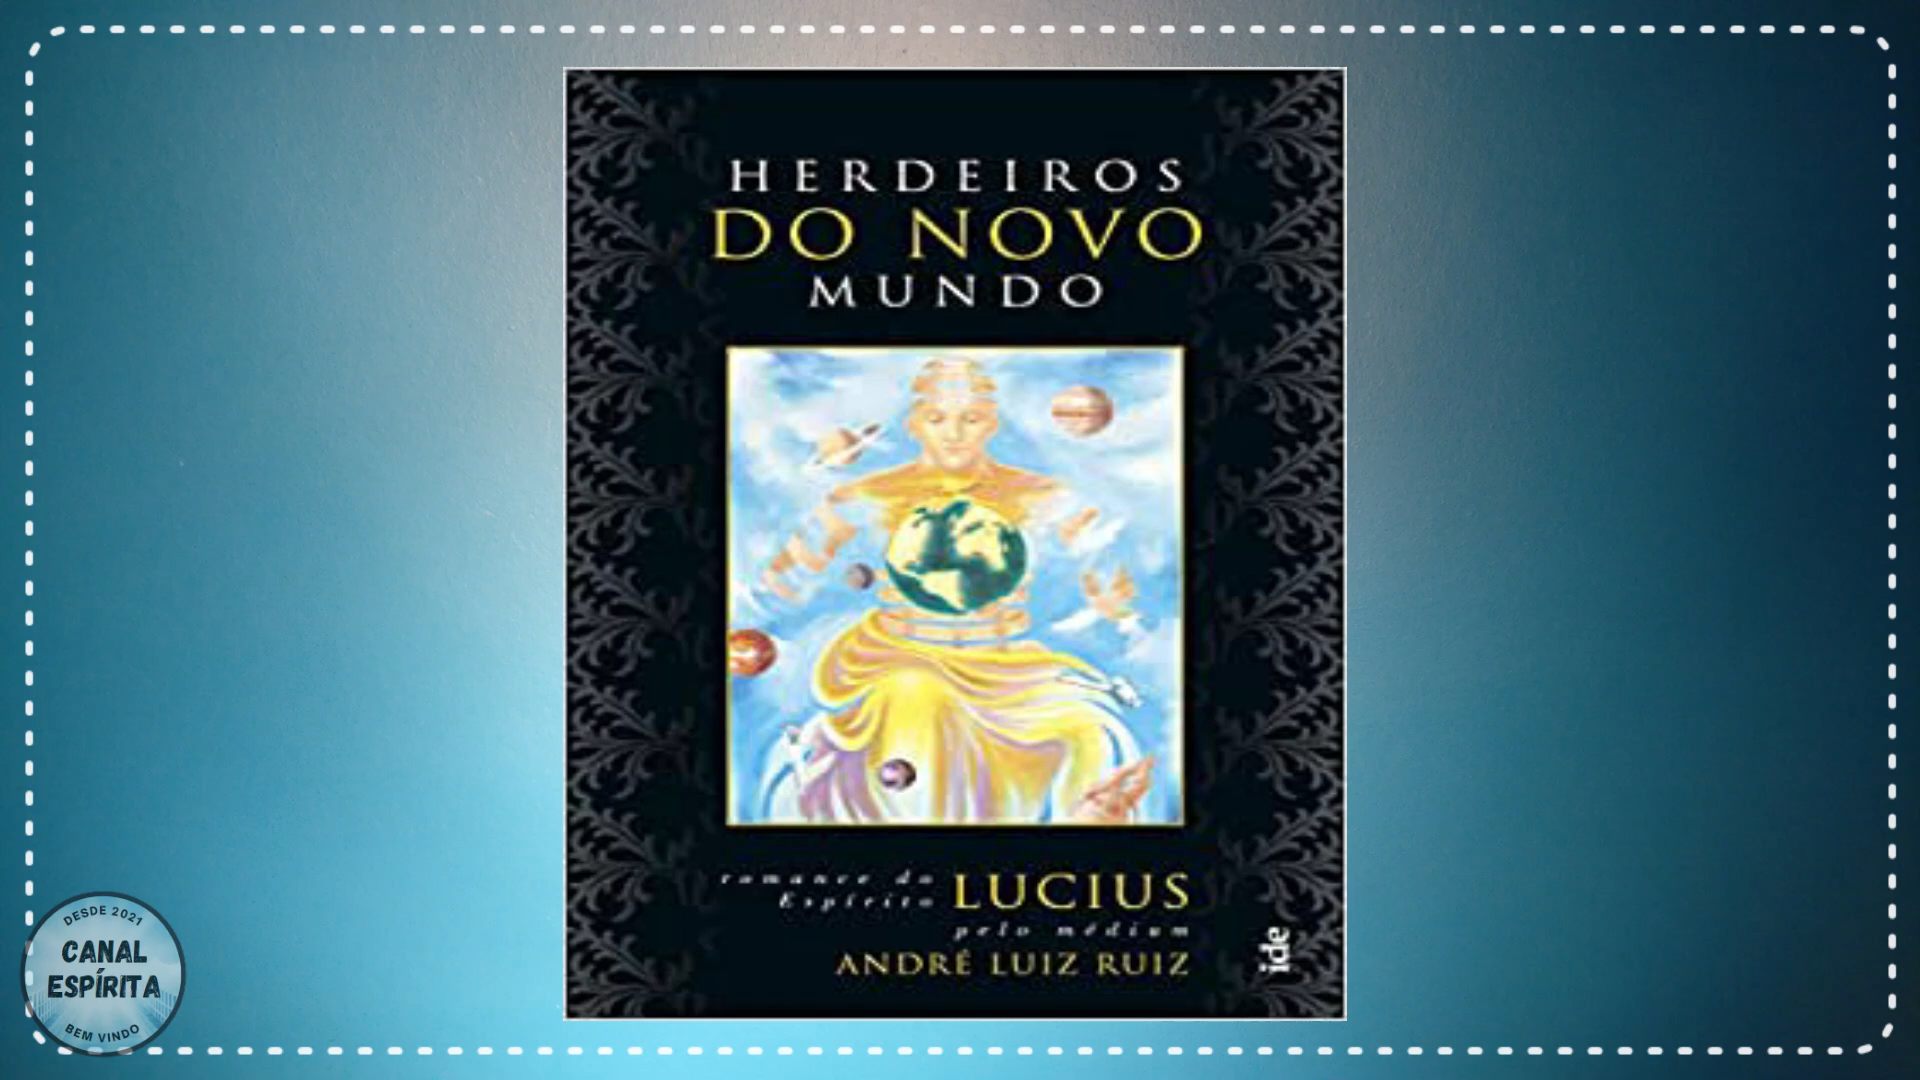 HERDEIROS
DO NOVO
MUNDO
romance do
Espírito LUCIUS
pelo médium
ANDRÉ LUIZ RUIZ
ide
DESDE 2021
CANAL
ESPÍRITA
BEM VINDO